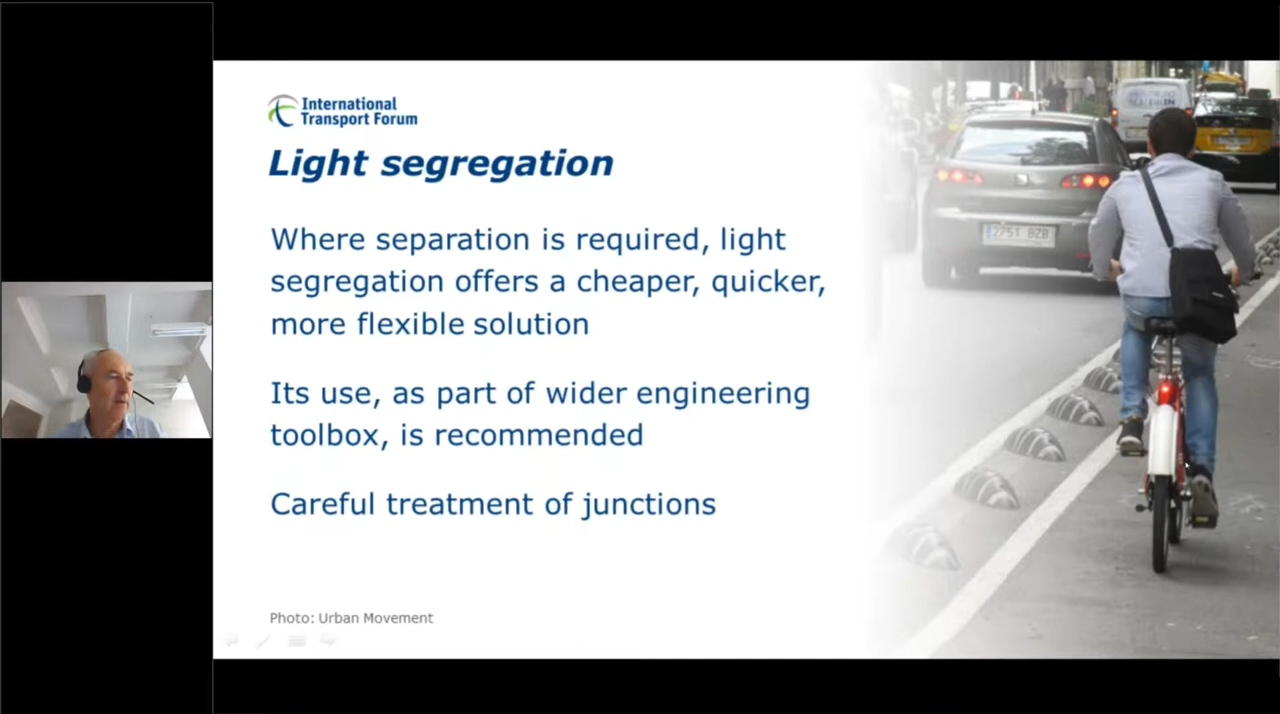 International
Transport Forum
Light segregation
Where separation is required, light
segregation offers a cheaper, quicker,
more flexible solution
Its use, as part of wider engineering
toolbox, is recommended
Careful treatment of junctions
Photo: Urban Movement
2751 BZB